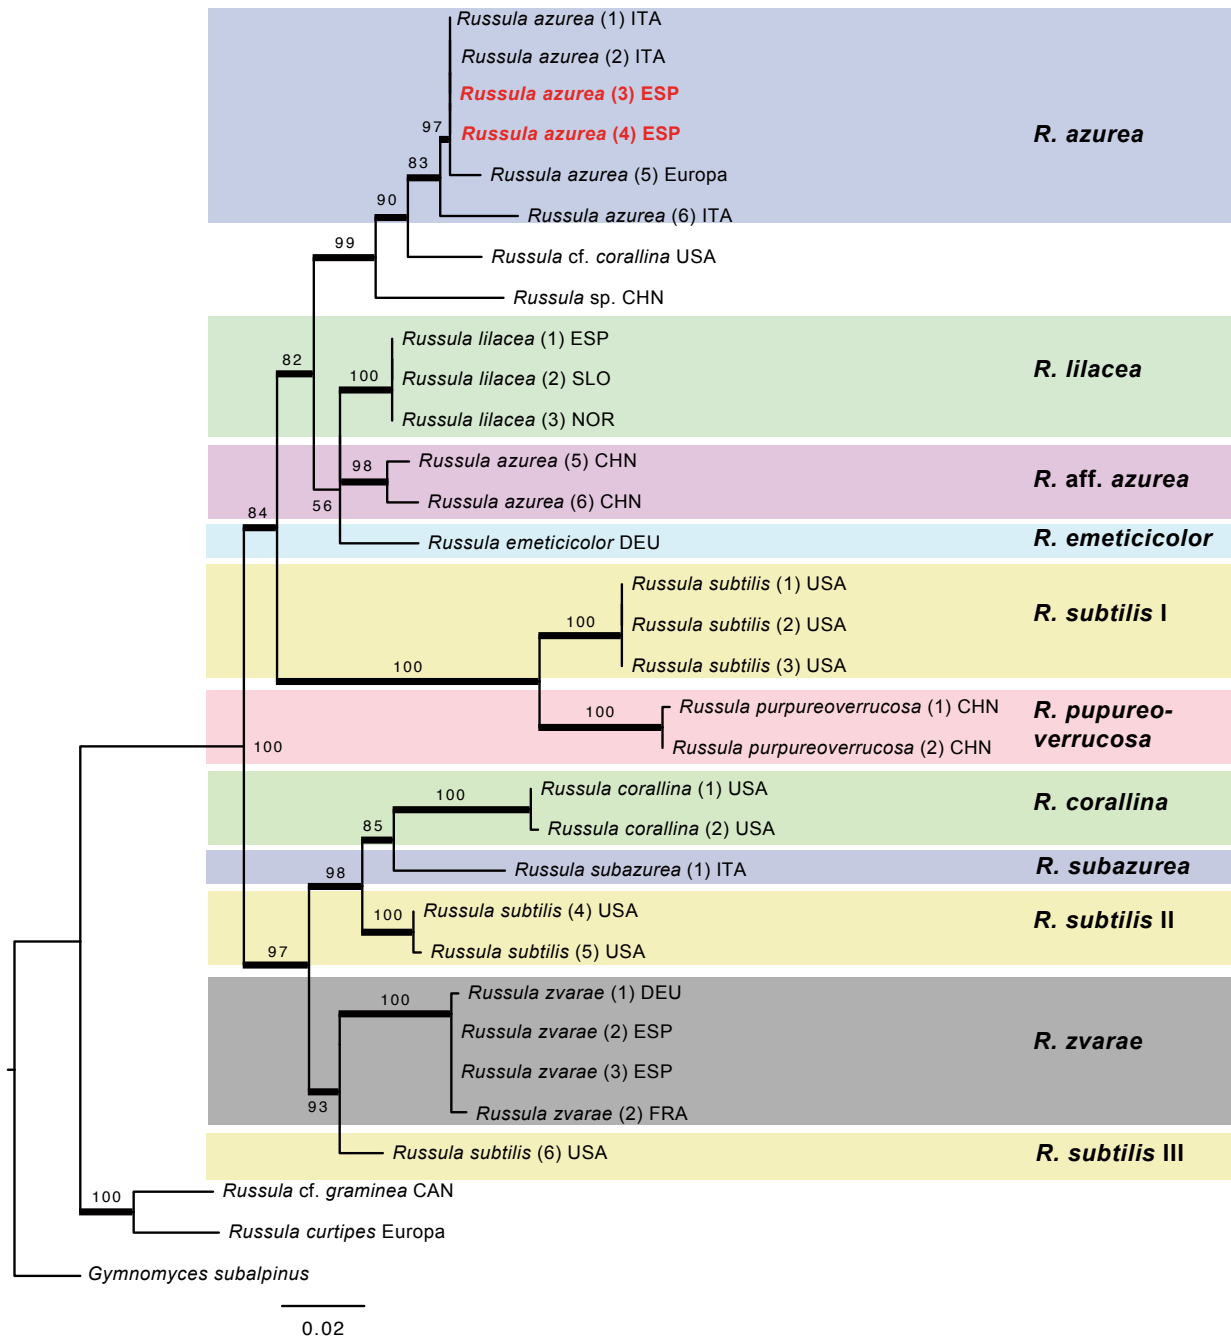 Russula azurea (1) ITA
Russula azurea (2) ITA
Russula azurea (3) ESP
97
Russula azurea (4) ESP
R. azurea
83
Russula azurea (5) Europa
90
Russula azurea (6) ITA
99
Russula cf. corallina USA
Russula sp. CHN
Russula lilacea (1) ESP
82
100
Russula lilacea (2) SLO
R. lilacea
Russula lilacea (3) NOR
Russula azurea (5) CHN
98
R. aff. azurea
56
Russula azurea (6) CHN
84
Russula emeticicolor DEU
R. emeticicolor
Russula subtilis (1) USA
100
Russula subtilis (2) USA
R. subtilis I
100
Russula subtilis (3) USA
100
Russula purpureoverrucosa (1) CHN
R. pupureo-
verrucosa
100
Russula purpureoverrucosa (2) CHN
100
Russula corallina (1) USA
R. corallina
85
Russula corallina (2) USA
98
Russula subazurea (1) ITA
R. subazurea
100
Russula subtilis (4) USA
R. subtilis II
97
Russula subtilis (5) USA
100
Russula zvarae (1) DEU
Russula zvarae (2) ESP
R. zvarae
Russula zvarae (3) ESP
93
Russula zvarae (2) FRA
Russula subtilis (6) USA
R. subtilis III
100
Russula cf. graminea CAN
Russula curtipes Europa
Gymnomyces subalpinus
0.02